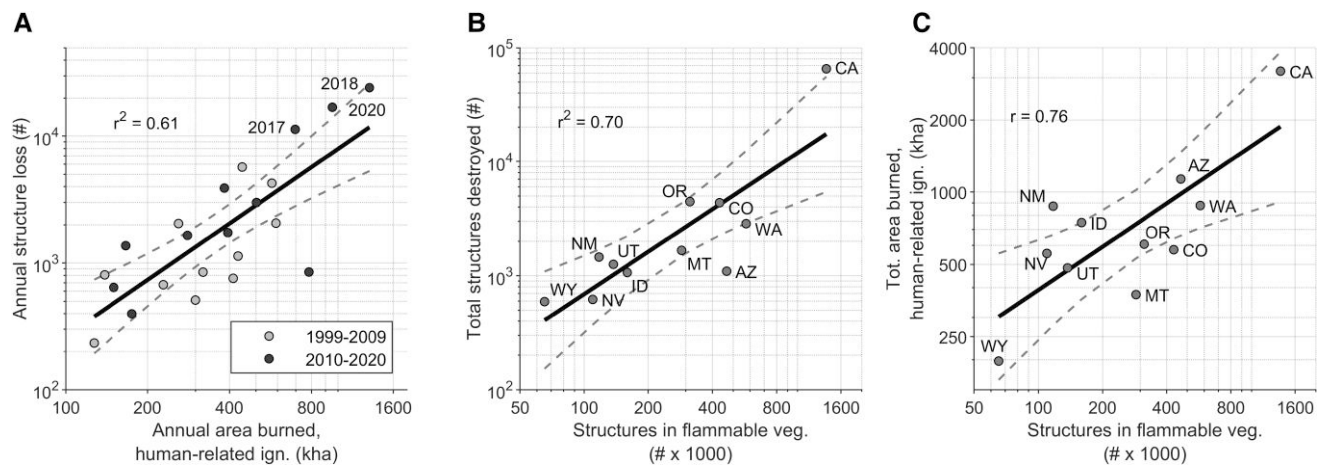 A
Annual structure loss (#)
10^4
10^3
10^2
r^2 = 0.61
2018
2020
2017
1999-2009
2010-2020
100 200 400 800 1600
Annual area burned,
human-related ign. (kha)
B
Total structures destroyed (#)
10^5
10^4
10^3
10^2
r^2 = 0.70
CA
OR
CO
WA
NM
UT
MT
AZ
ID
WY
NV
50 100 200 400 800 1600
Structures in flammable veg.
(# x 1000)
C
Tot. area burned,
human-related ign. (kha)
4000
2000
1000
500
250
r = 0.76
CA
AZ
NM
WA
ID
OR
NV
CO
UT
MT
WY
50 100 200 400 800 1600
Structures in flammable veg.
(# x 1000)